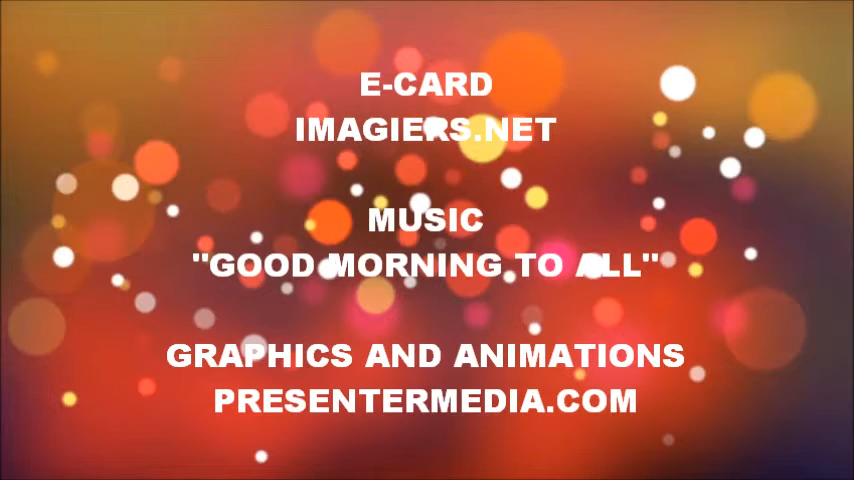 E-CARD
IMAGIERS.NET
MUSIC
"GOOD MORNING TO ALL"
GRAPHICS AND ANIMATIONS
PRESENTERMEDIA.COM